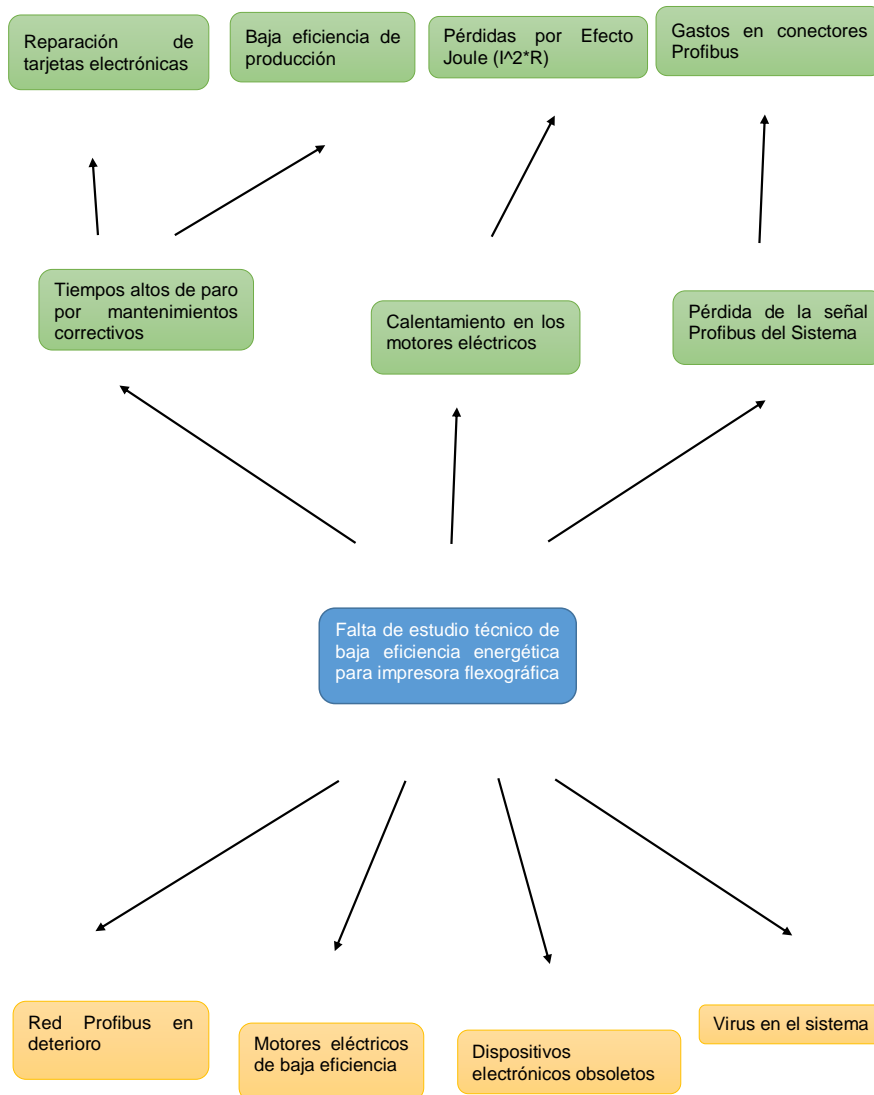 Reparación de
tarjetas electrónicas
Baja eficiencia de
producción
Pérdidas por Efecto
Joule (I^2*R)
Gastos en conectores
Profibus
Tiempos altos de paro
por mantenimientos
correctivos
Calentamiento en los
motores eléctricos
Pérdida de la señal
Profibus del Sistema
Falta de estudio técnico de
baja eficiencia energética
para impresora flexográfica
Red Profibus en
deterioro
Motores eléctricos
de baja eficiencia
Dispositivos
electrónicos obsoletos
Virus en el sistema